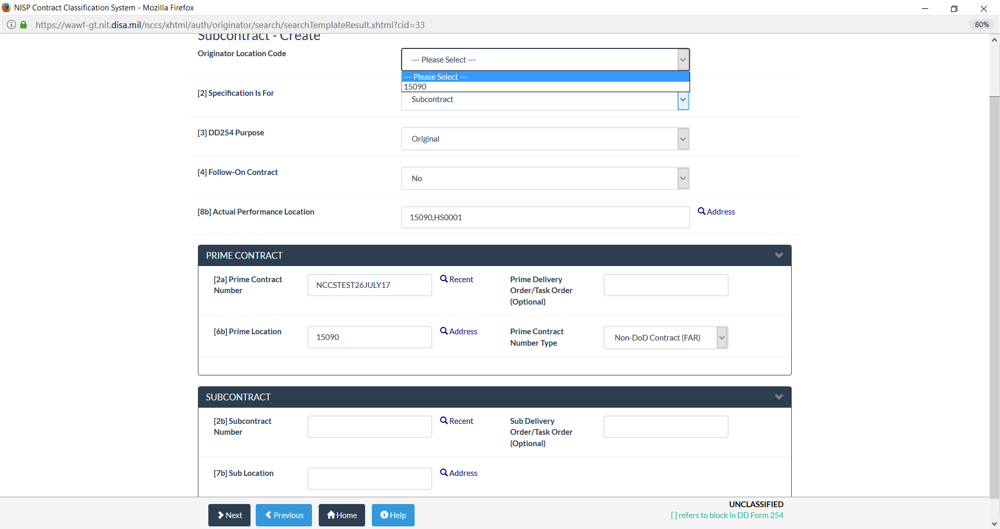 NISP Contract Classification System - Mozilla Firefox
https://wawf-gt.nit.disa.mil/nccs/xhtml/auth/originator/search/searchTemplateResult.xhtml?cid=33
80%
Subcontract - Create
Originator Location Code
--- Please Select ---
--- Please Select ---
15090
[2] Specification Is For
Subcontract
[3] DD254 Purpose
Original
[4] Follow-On Contract
No
[8b] Actual Performance Location
15090,HS0001
Address
PRIME CONTRACT
[2a] Prime Contract
Number
NCCSTEST26JULY17
Recent
Prime Delivery
Order/Task Order
(Optional)
[6b] Prime Location
15090
Address
Prime Contract
Number Type
Non-DoD Contract (FAR)
SUBCONTRACT
[2b] Subcontract
Number
Recent
Sub Delivery
Order/Task Order
(Optional)
[7b] Sub Location
Address
Next
Previous
Home
Help
UNCLASSIFIED
[ ] refers to block in DD Form 254